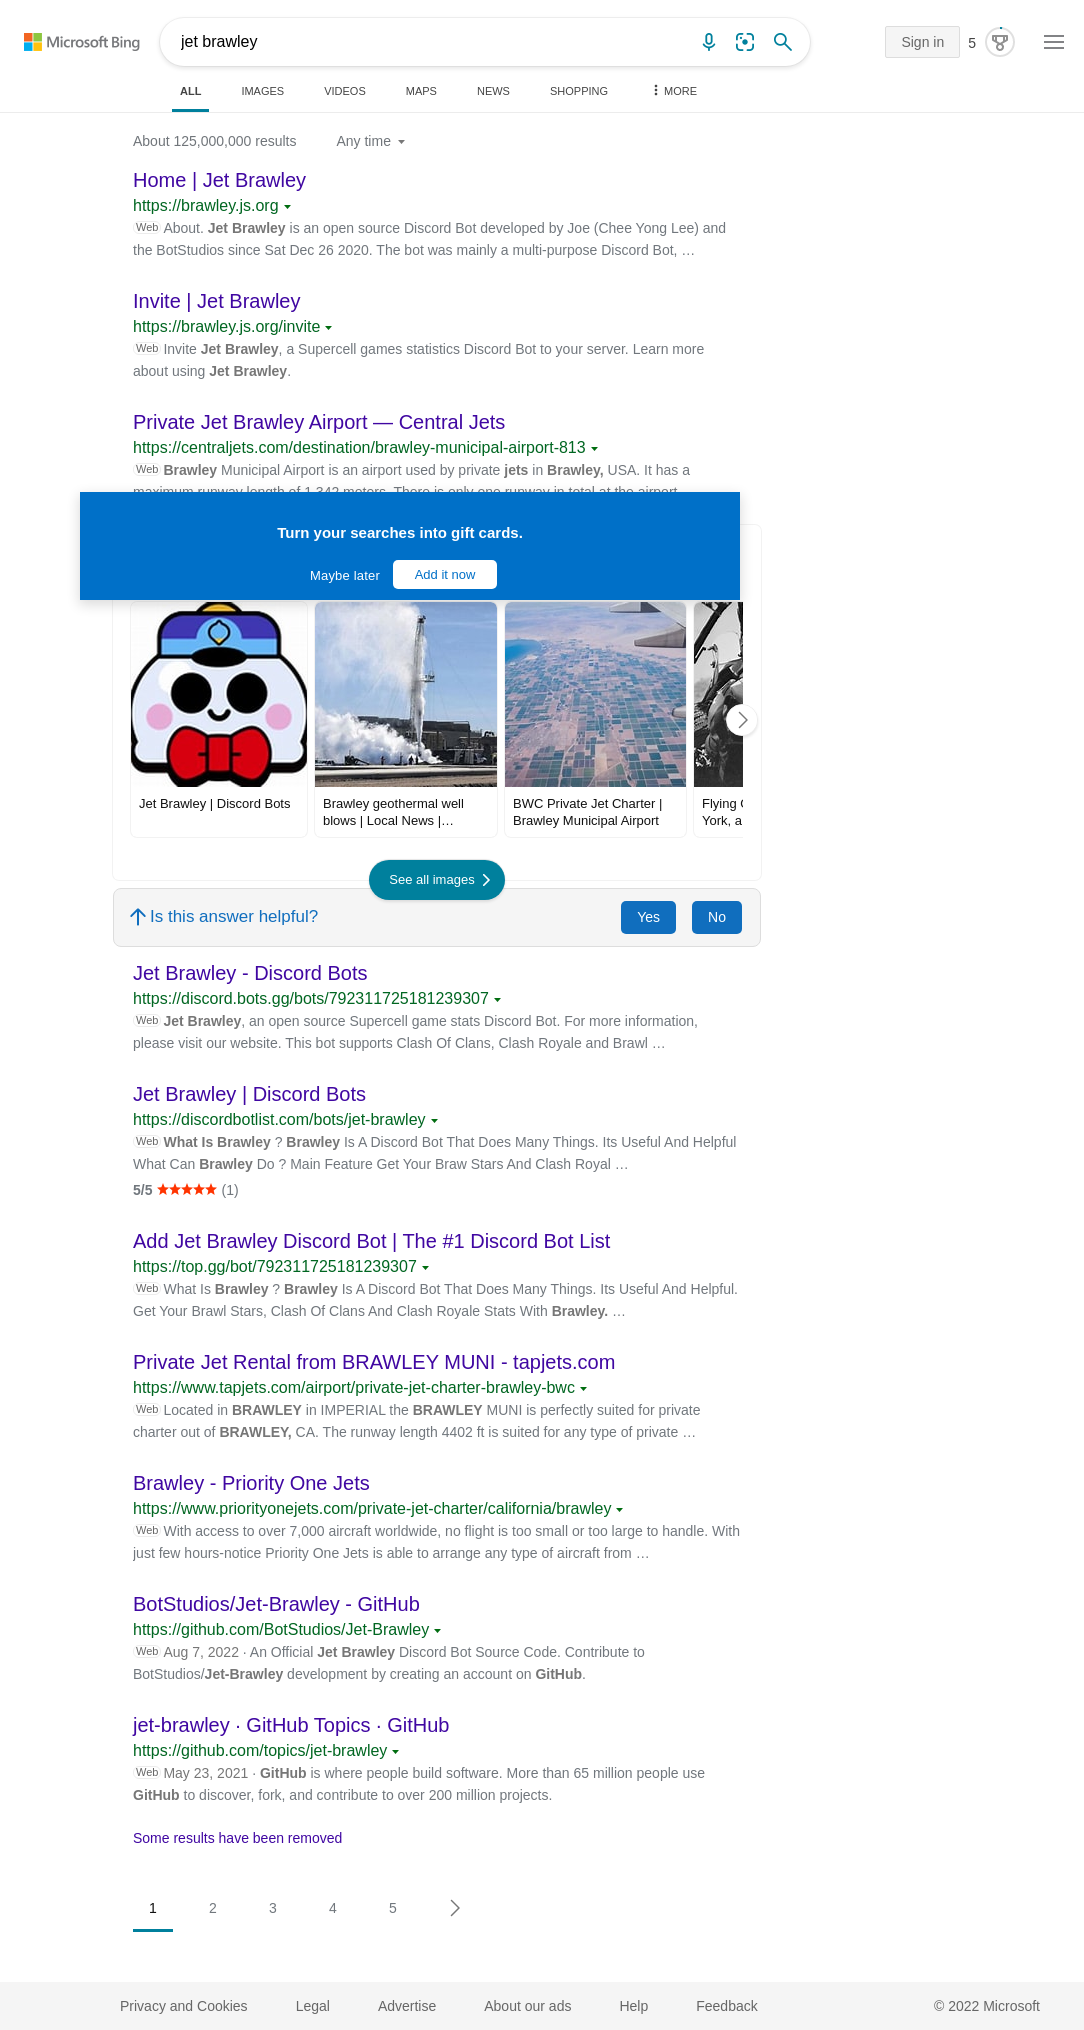 Microsoft Bing
jet brawley
Sign in
5
ALL
IMAGES
VIDEOS
MAPS
NEWS
SHOPPING
MORE
About 125,000,000 results
Any time
Home | Jet Brawley
https://brawley.js.org
Web About. Jet Brawley is an open source Discord Bot developed by Joe (Chee Yong Lee) and
the BotStudios since Sat Dec 26 2020. The bot was mainly a multi-purpose Discord Bot, …
Invite | Jet Brawley
https://brawley.js.org/invite
Web Invite Jet Brawley, a Supercell games statistics Discord Bot to your server. Learn more
about using Jet Brawley.
Private Jet Brawley Airport — Central Jets
https://centraljets.com/destination/brawley-municipal-airport-813
Web Brawley Municipal Airport is an airport used by private jets in Brawley, USA. It has a
maximum runway length of 1,342 meters. There is only one runway in total at the airport
Turn your searches into gift cards.
Maybe later
Add it now
Jet Brawley | Discord Bots
Brawley geothermal well
blows | Local News |…
BWC Private Jet Charter |
Brawley Municipal Airport
Flying
York, a
See all images
Is this answer helpful?
Yes
No
Jet Brawley - Discord Bots
https://discord.bots.gg/bots/792311725181239307
Web Jet Brawley, an open source Supercell game stats Discord Bot. For more information,
please visit our website. This bot supports Clash Of Clans, Clash Royale and Brawl …
Jet Brawley | Discord Bots
https://discordbotlist.com/bots/jet-brawley
Web What Is Brawley ? Brawley Is A Discord Bot That Does Many Things. Its Useful And Helpful
What Can Brawley Do ? Main Feature Get Your Braw Stars And Clash Royal …
5/5 ★★★★★ (1)
Add Jet Brawley Discord Bot | The #1 Discord Bot List
https://top.gg/bot/792311725181239307
Web What Is Brawley ? Brawley Is A Discord Bot That Does Many Things. Its Useful And Helpful.
Get Your Brawl Stars, Clash Of Clans And Clash Royale Stats With Brawley. …
Private Jet Rental from BRAWLEY MUNI - tapjets.com
https://www.tapjets.com/airport/private-jet-charter-brawley-bwc
Web Located in BRAWLEY in IMPERIAL the BRAWLEY MUNI is perfectly suited for private
charter out of BRAWLEY, CA. The runway length 4402 ft is suited for any type of private …
Brawley - Priority One Jets
https://www.priorityonejets.com/private-jet-charter/california/brawley
Web With access to over 7,000 aircraft worldwide, no flight is too small or too large to handle. With
just few hours-notice Priority One Jets is able to arrange any type of aircraft from …
BotStudios/Jet-Brawley - GitHub
https://github.com/BotStudios/Jet-Brawley
Web Aug 7, 2022 · An Official Jet Brawley Discord Bot Source Code. Contribute to
BotStudios/Jet-Brawley development by creating an account on GitHub.
jet-brawley · GitHub Topics · GitHub
https://github.com/topics/jet-brawley
Web May 23, 2021 · GitHub is where people build software. More than 65 million people use
GitHub to discover, fork, and contribute to over 200 million projects.
Some results have been removed
1
2
3
4
5
Privacy and Cookies
Legal
Advertise
About our ads
Help
Feedback
© 2022 Microsoft